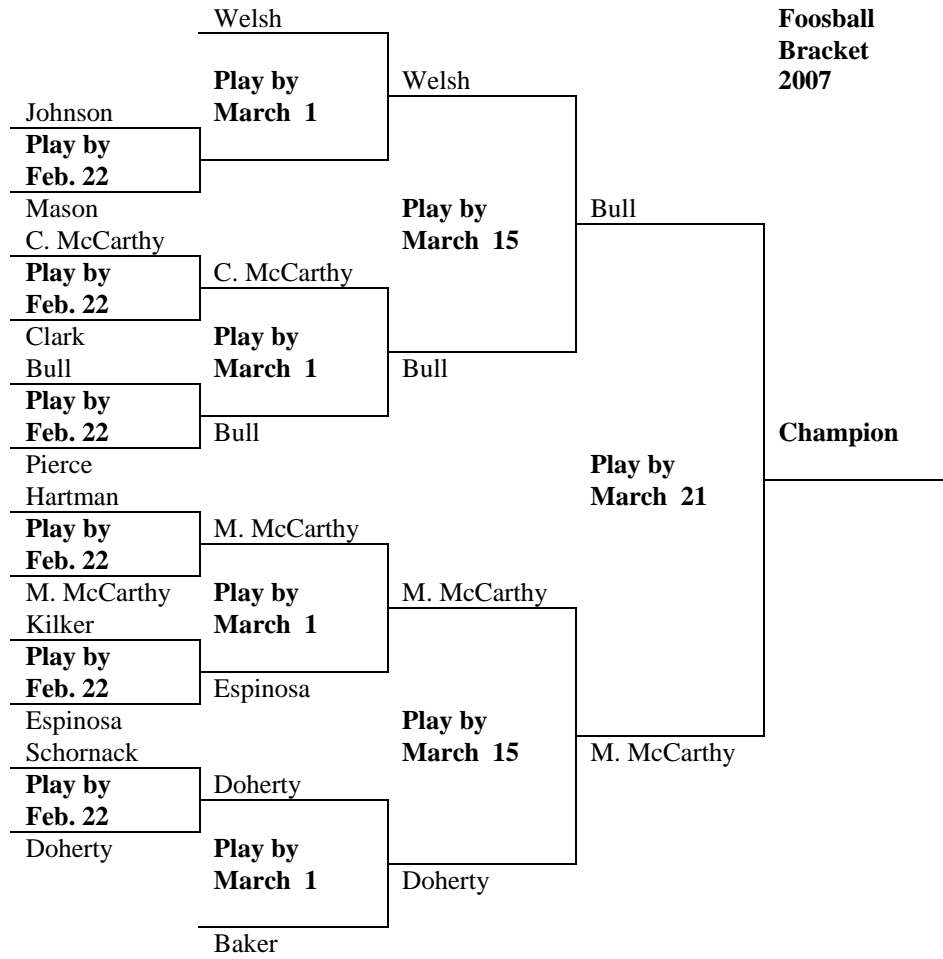 Welsh
Foosball
Bracket
2007
Play by
March 1
Welsh
Johnson
Play by
Feb. 22
Mason
Play by
March 15
Bull
C. McCarthy
Play by
Feb. 22
C. McCarthy
Clark
Play by
March 1
Bull
Bull
Play by
Feb. 22
Bull
Champion
Pierce
Play by
March 21
Hartman
Play by
Feb. 22
M. McCarthy
M. McCarthy
Play by
March 1
M. McCarthy
Kilker
Play by
Feb. 22
Espinosa
Espinosa
Play by
March 15
M. McCarthy
Schornack
Play by
Feb. 22
Doherty
Doherty
Play by
March 1
Doherty
Baker